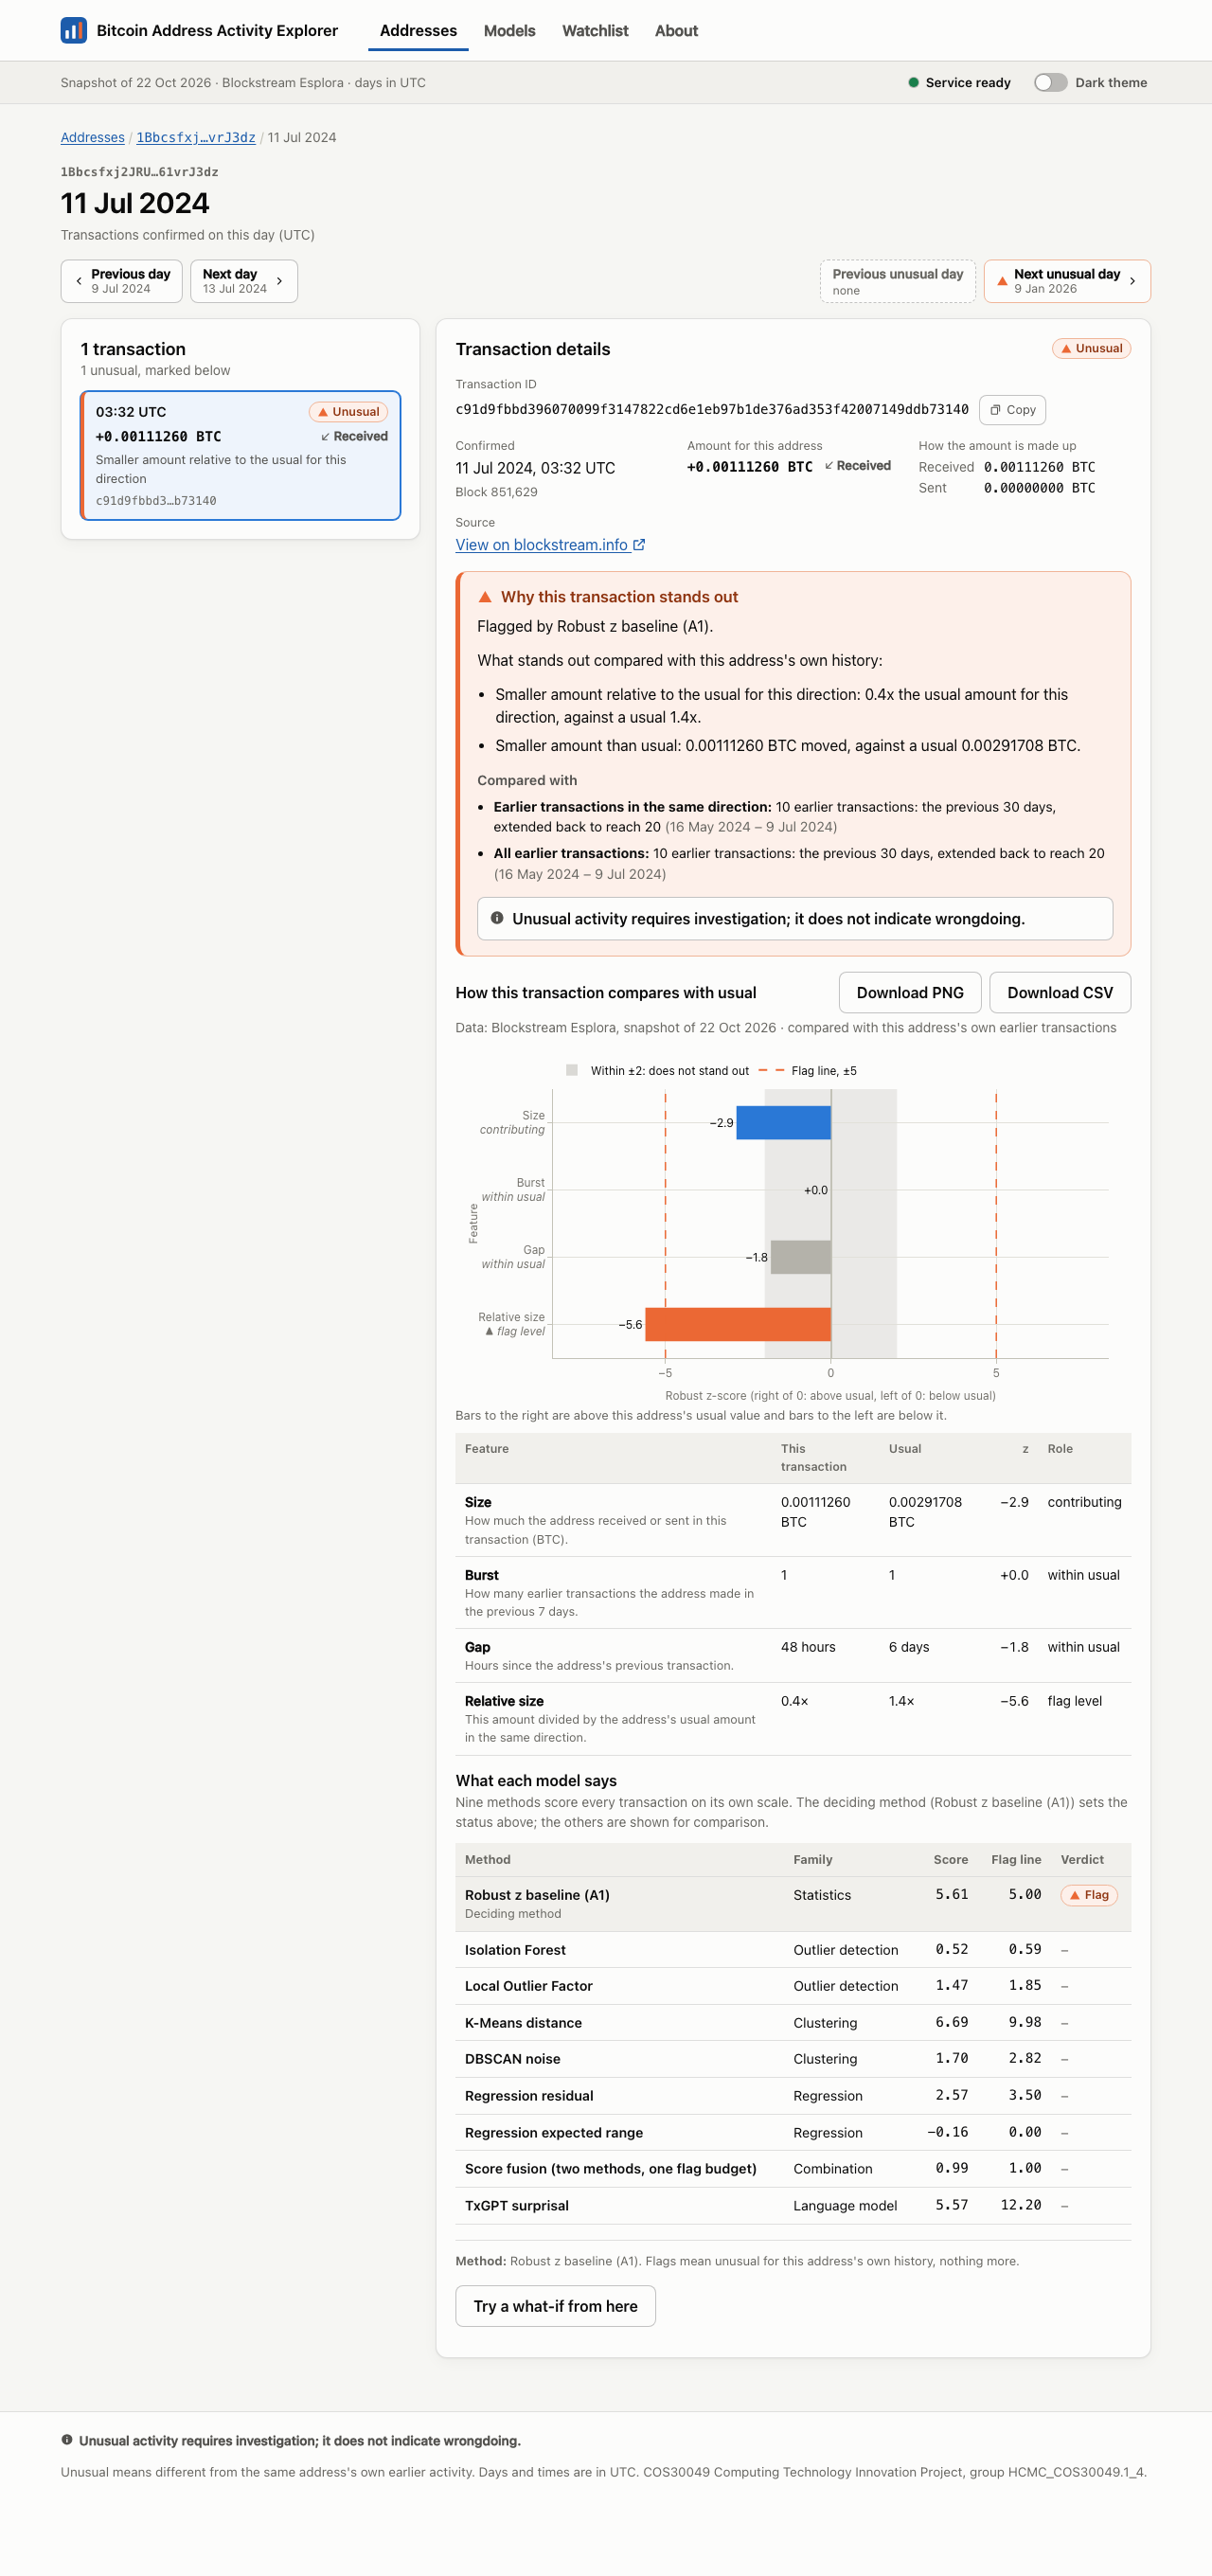 Bitcoin Address Activity Explorer
Addresses
Models
Watchlist
About
Snapshot of 22 Oct 2026 · Blockstream Esplora · days in UTC
Service ready
Dark theme
Addresses / 1Bbcsfxj…vrJ3dz / 11 Jul 2024
1Bbcsfxj2JRU…61vrJ3dz
11 Jul 2024
Transactions confirmed on this day (UTC)
Previous day
9 Jul 2024
Next day
13 Jul 2024
Previous unusual day
none
Next unusual day
9 Jan 2026
1 transaction
1 unusual, marked below
03:32 UTC
Unusual
+0.00111260 BTC
Received
Smaller amount relative to the usual for this
direction
c91d9fbbd3…b73140
Transaction details
Unusual
Transaction ID
c91d9fbbd396070099f3147822cd6e1eb97b1de376ad353f42007149ddb73140
Copy
Confirmed
11 Jul 2024, 03:32 UTC
Block 851,629
Amount for this address
+0.00111260 BTC
Received
How the amount is made up
Received 0.00111260 BTC
Sent 0.00000000 BTC
Source
View on blockstream.info
Why this transaction stands out
Flagged by Robust z baseline (A1).
What stands out compared with this address's own history:
• Smaller amount relative to the usual for this direction: 0.4x the usual amount for this
direction, against a usual 1.4x.
• Smaller amount than usual: 0.00111260 BTC moved, against a usual 0.00291708 BTC.
Compared with
• Earlier transactions in the same direction: 10 earlier transactions: the previous 30 days,
extended back to reach 20 (16 May 2024 – 9 Jul 2024)
• All earlier transactions: 10 earlier transactions: the previous 30 days, extended back to reach 20
(16 May 2024 – 9 Jul 2024)
Unusual activity requires investigation; it does not indicate wrongdoing.
How this transaction compares with usual
Download PNG
Download CSV
Data: Blockstream Esplora, snapshot of 22 Oct 2026 · compared with this address's own earlier transactions
Within ±2: does not stand out
Flag line, ±5
Size
contributing
−2.9
Burst
within usual
+0.0
Gap
within usual
−1.8
Relative size
▲ flag level
−5.6
Feature
−5
0
5
Robust z-score (right of 0: above usual, left of 0: below usual)
Bars to the right are above this address's usual value and bars to the left are below it.
Feature This transaction Usual z Role
Size 0.00111260 BTC 0.00291708 BTC −2.9 contributing
How much the address received or sent in this
transaction (BTC).
Burst 1 1 +0.0 within usual
How many earlier transactions the address made in
the previous 7 days.
Gap 48 hours 6 days −1.8 within usual
Hours since the address's previous transaction.
Relative size 0.4× 1.4× −5.6 flag level
This amount divided by the address's usual amount
in the same direction.
What each model says
Nine methods score every transaction on its own scale. The deciding method (Robust z baseline (A1)) sets the
status above; the others are shown for comparison.
Method Family Score Flag line Verdict
Robust z baseline (A1) Statistics 5.61 5.00 Flag
Deciding method
Isolation Forest Outlier detection 0.52 0.59 –
Local Outlier Factor Outlier detection 1.47 1.85 –
K-Means distance Clustering 6.69 9.98 –
DBSCAN noise Clustering 1.70 2.82 –
Regression residual Regression 2.57 3.50 –
Regression expected range Regression −0.16 0.00 –
Score fusion (two methods, one flag budget) Combination 0.99 1.00 –
TxGPT surprisal Language model 5.57 12.20 –
Method: Robust z baseline (A1). Flags mean unusual for this address's own history, nothing more.
Try a what-if from here
Unusual activity requires investigation; it does not indicate wrongdoing.
Unusual means different from the same address's own earlier activity. Days and times are in UTC. COS30049 Computing Technology Innovation Project, group HCMC_COS30049.1_4.